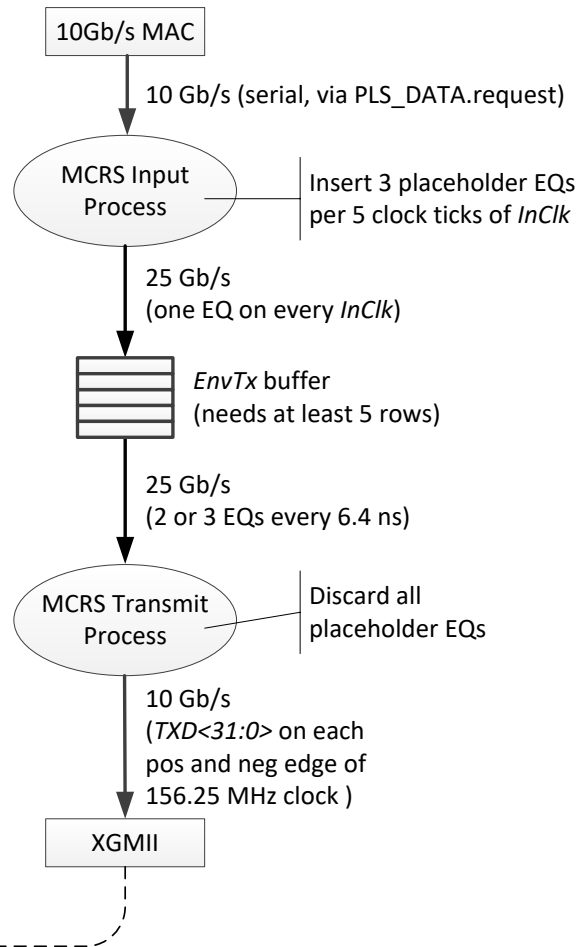 10Gb/s MAC
10 Gb/s (serial, via PLS_DATA.request)
MCRS Input
Process
Insert 3 placeholder EQs
per 5 clock ticks of InClk
25 Gb/s
(one EQ on every InClk)
EnvTx buffer
(needs at least 5 rows)
25 Gb/s
(2 or 3 EQs every 6.4 ns)
MCRS Transmit
Process
Discard all
placeholder EQs
10 Gb/s
(TXD<31:0> on each
pos and neg edge of
156.25 MHz clock )
XGMII